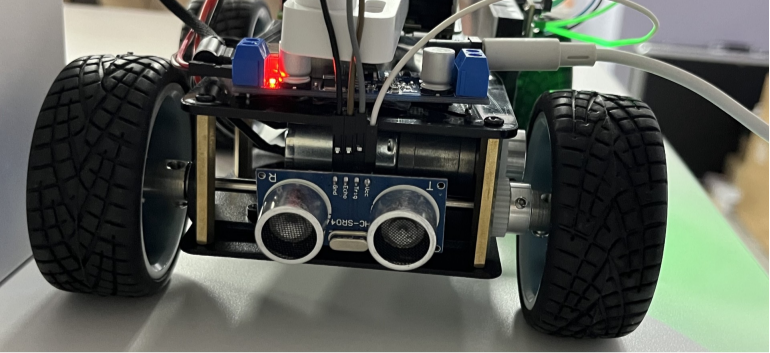 R
T
Gnd
Echo
Trig
Vcc
HC-SR04